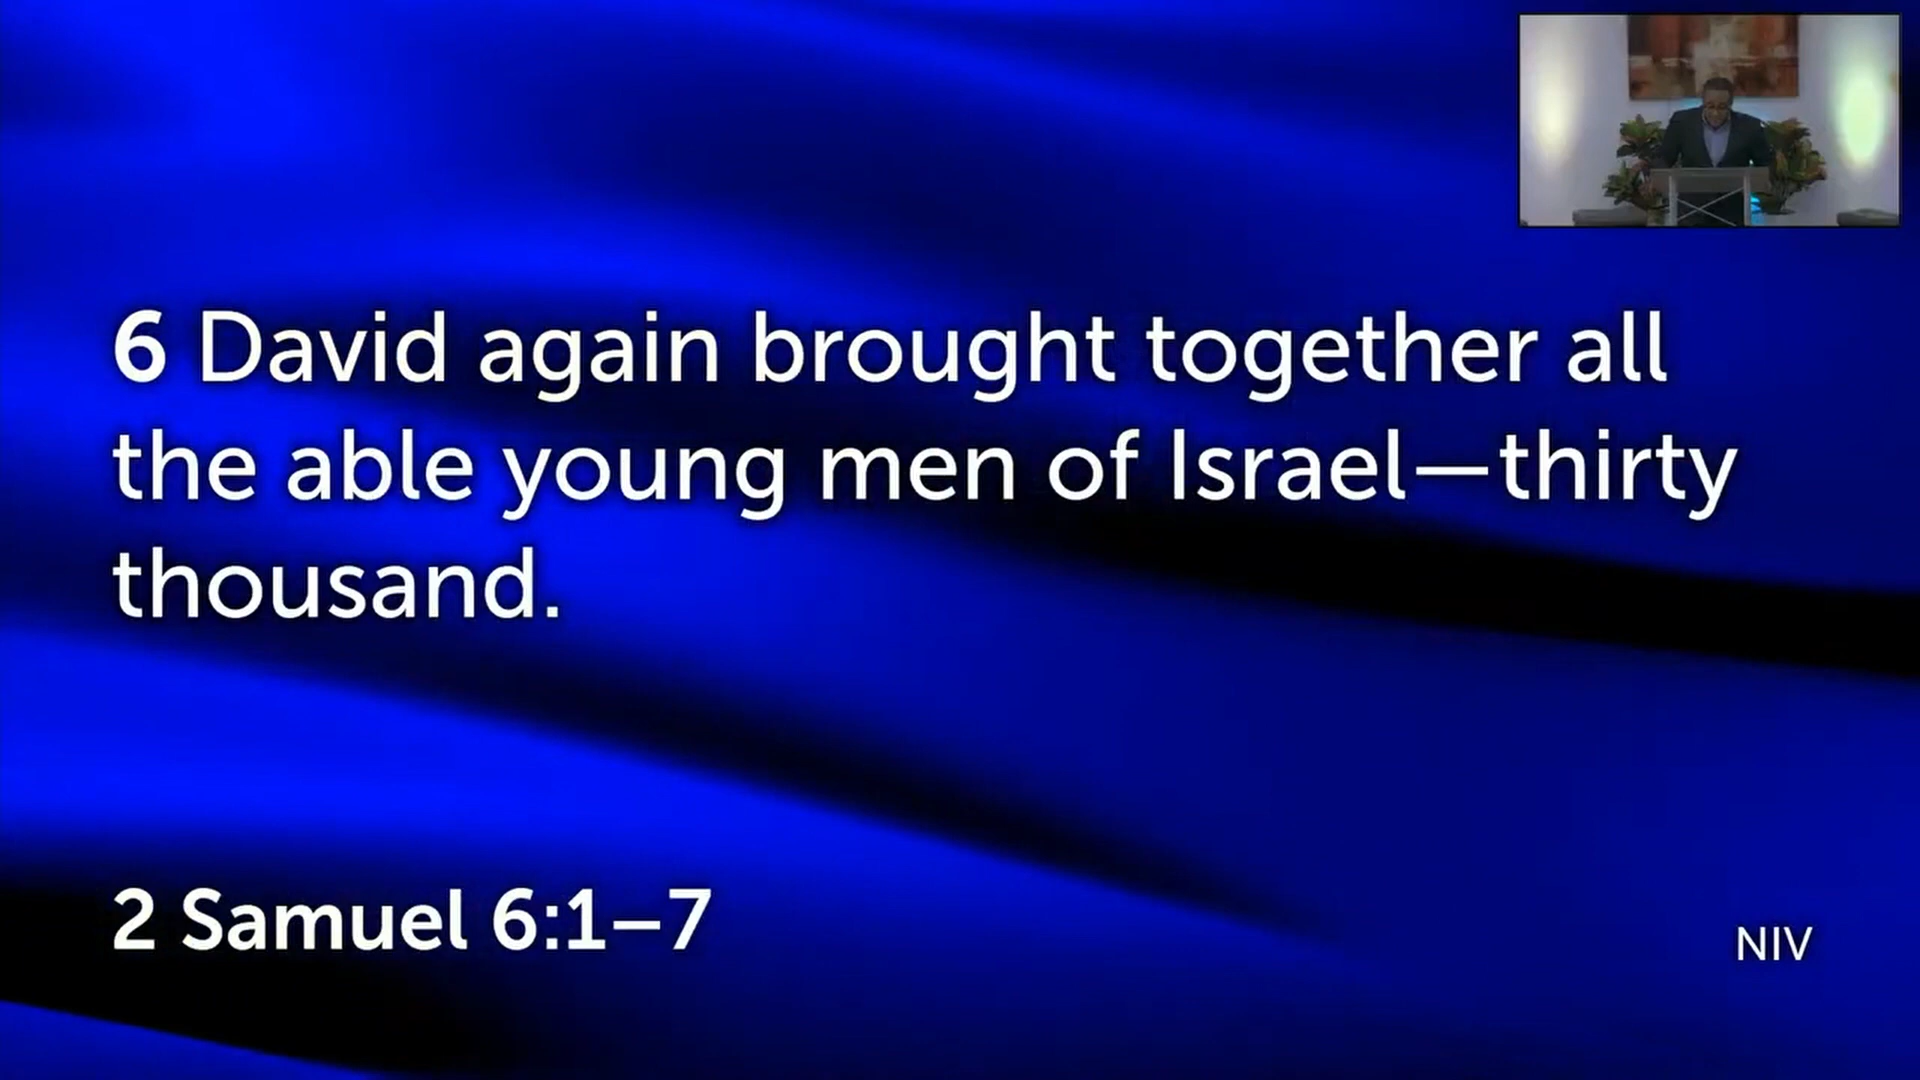 6 David again brought together all
the able young men of Israel—thirty
thousand.
2 Samuel 6:1–7
NIV